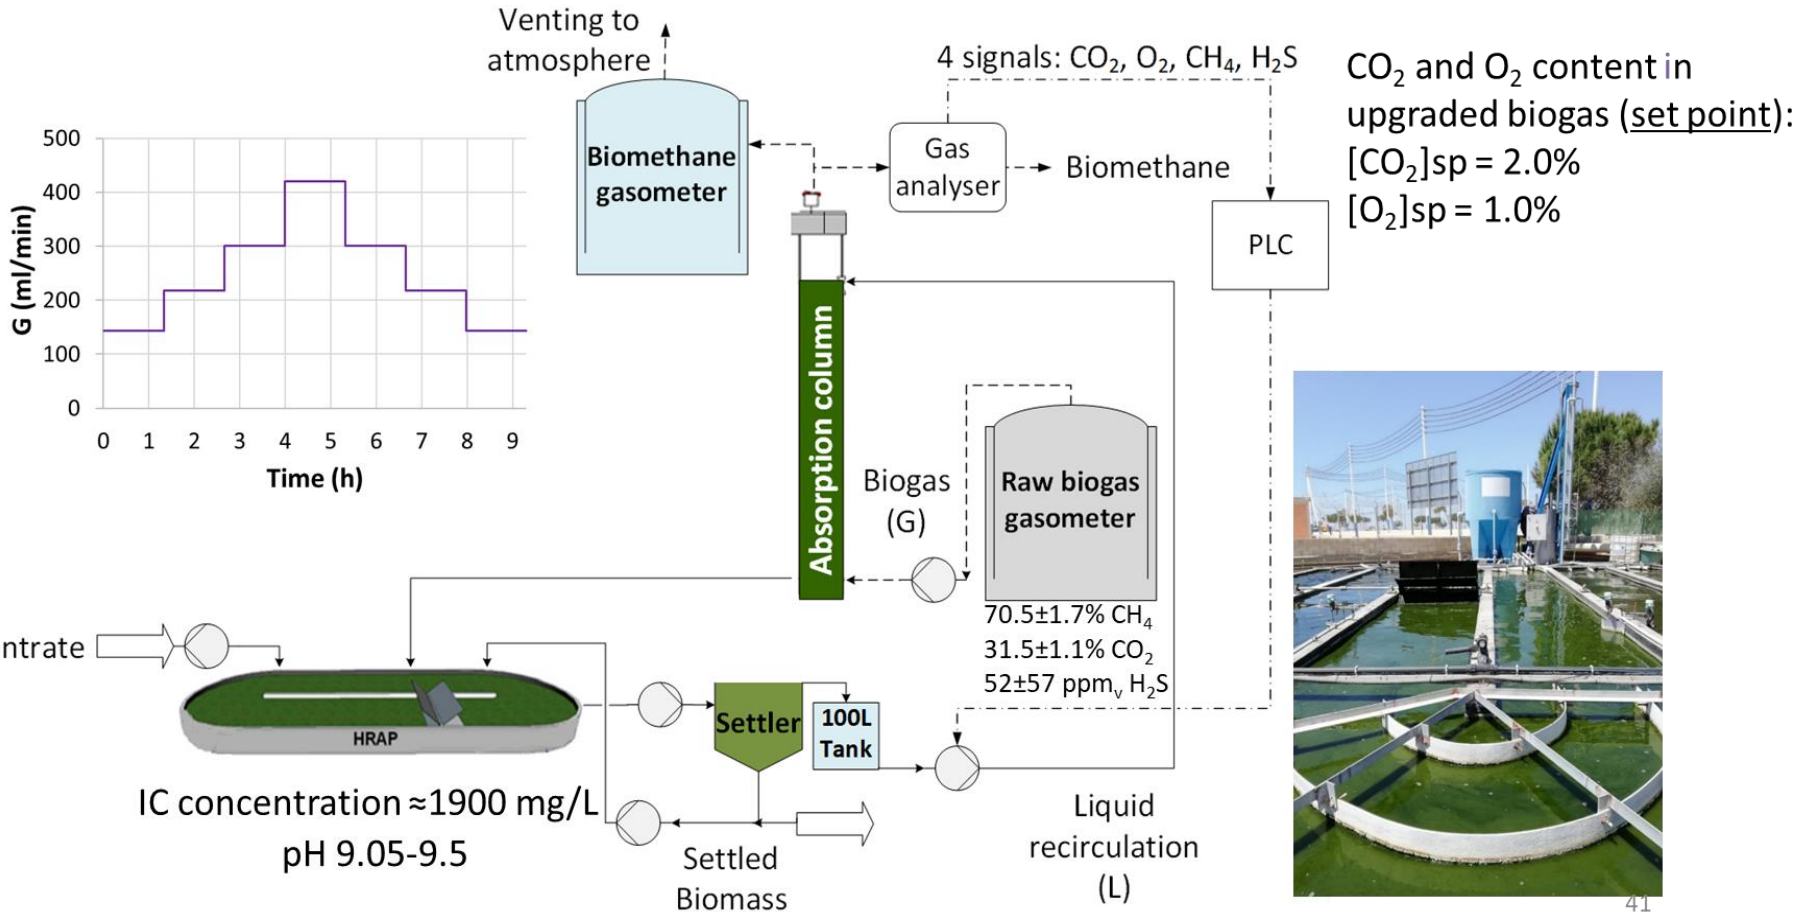 Venting to
atmosphere
4 signals: CO₂, O₂, CH₄, H₂S
CO₂ and O₂ content in
upgraded biogas (set point):
[CO₂]sp = 2.0%
[O₂]sp = 1.0%
500
400
300
200
100
0
G (ml/min)
0 1 2 3 4 5 6 7 8 9
Time (h)
Biomethane
gasometer
Gas
analyser
Biomethane
PLC
Absorption column
Biogas
(G)
Raw biogas
gasometer
70.5±1.7% CH₄
31.5±1.1% CO₂
52±57 ppmᵥ H₂S
ntrate
HRAP
Settler
100L
Tank
IC concentration ≈1900 mg/L
pH 9.05-9.5
Settled
Biomass
Liquid
recirculation
(L)
41